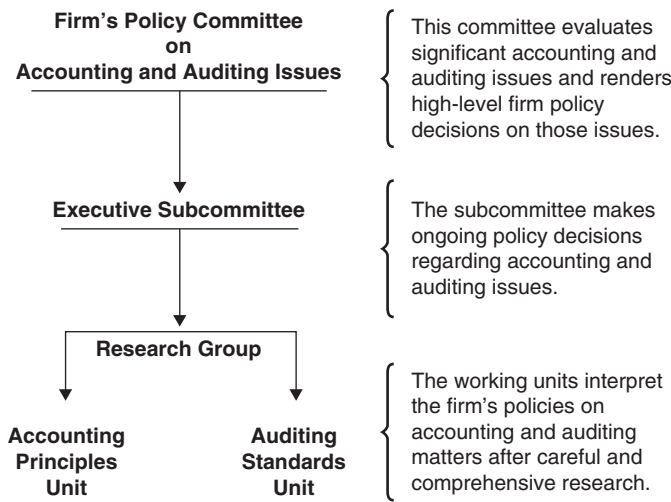 Firm's Policy Committee
on
Accounting and Auditing Issues
This committee evaluates
significant accounting and
auditing issues and renders
high-level firm policy
decisions on those issues.
Executive Subcommittee
The subcommittee makes
ongoing policy decisions
regarding accounting and
auditing issues.
Research Group
Accounting
Principles
Unit
Auditing
Standards
Unit
The working units interpret
the firm's policies on
accounting and auditing
matters after careful and
comprehensive research.